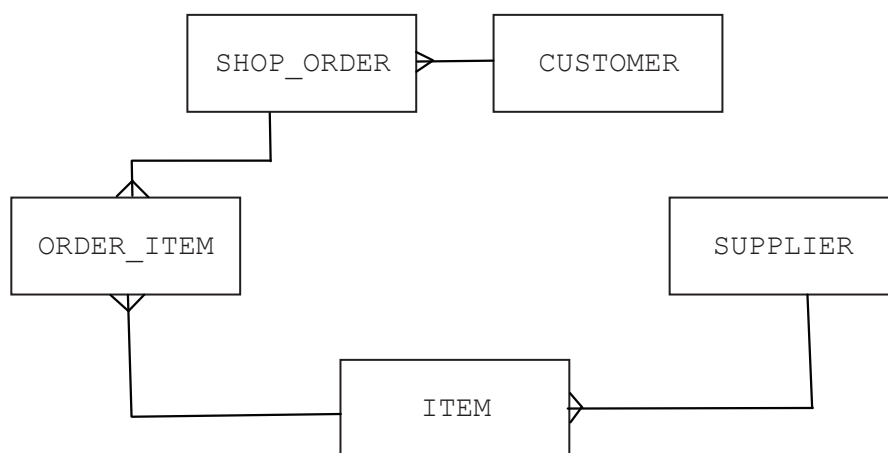 SHOP_ORDER
CUSTOMER
ORDER_ITEM
SUPPLIER
ITEM